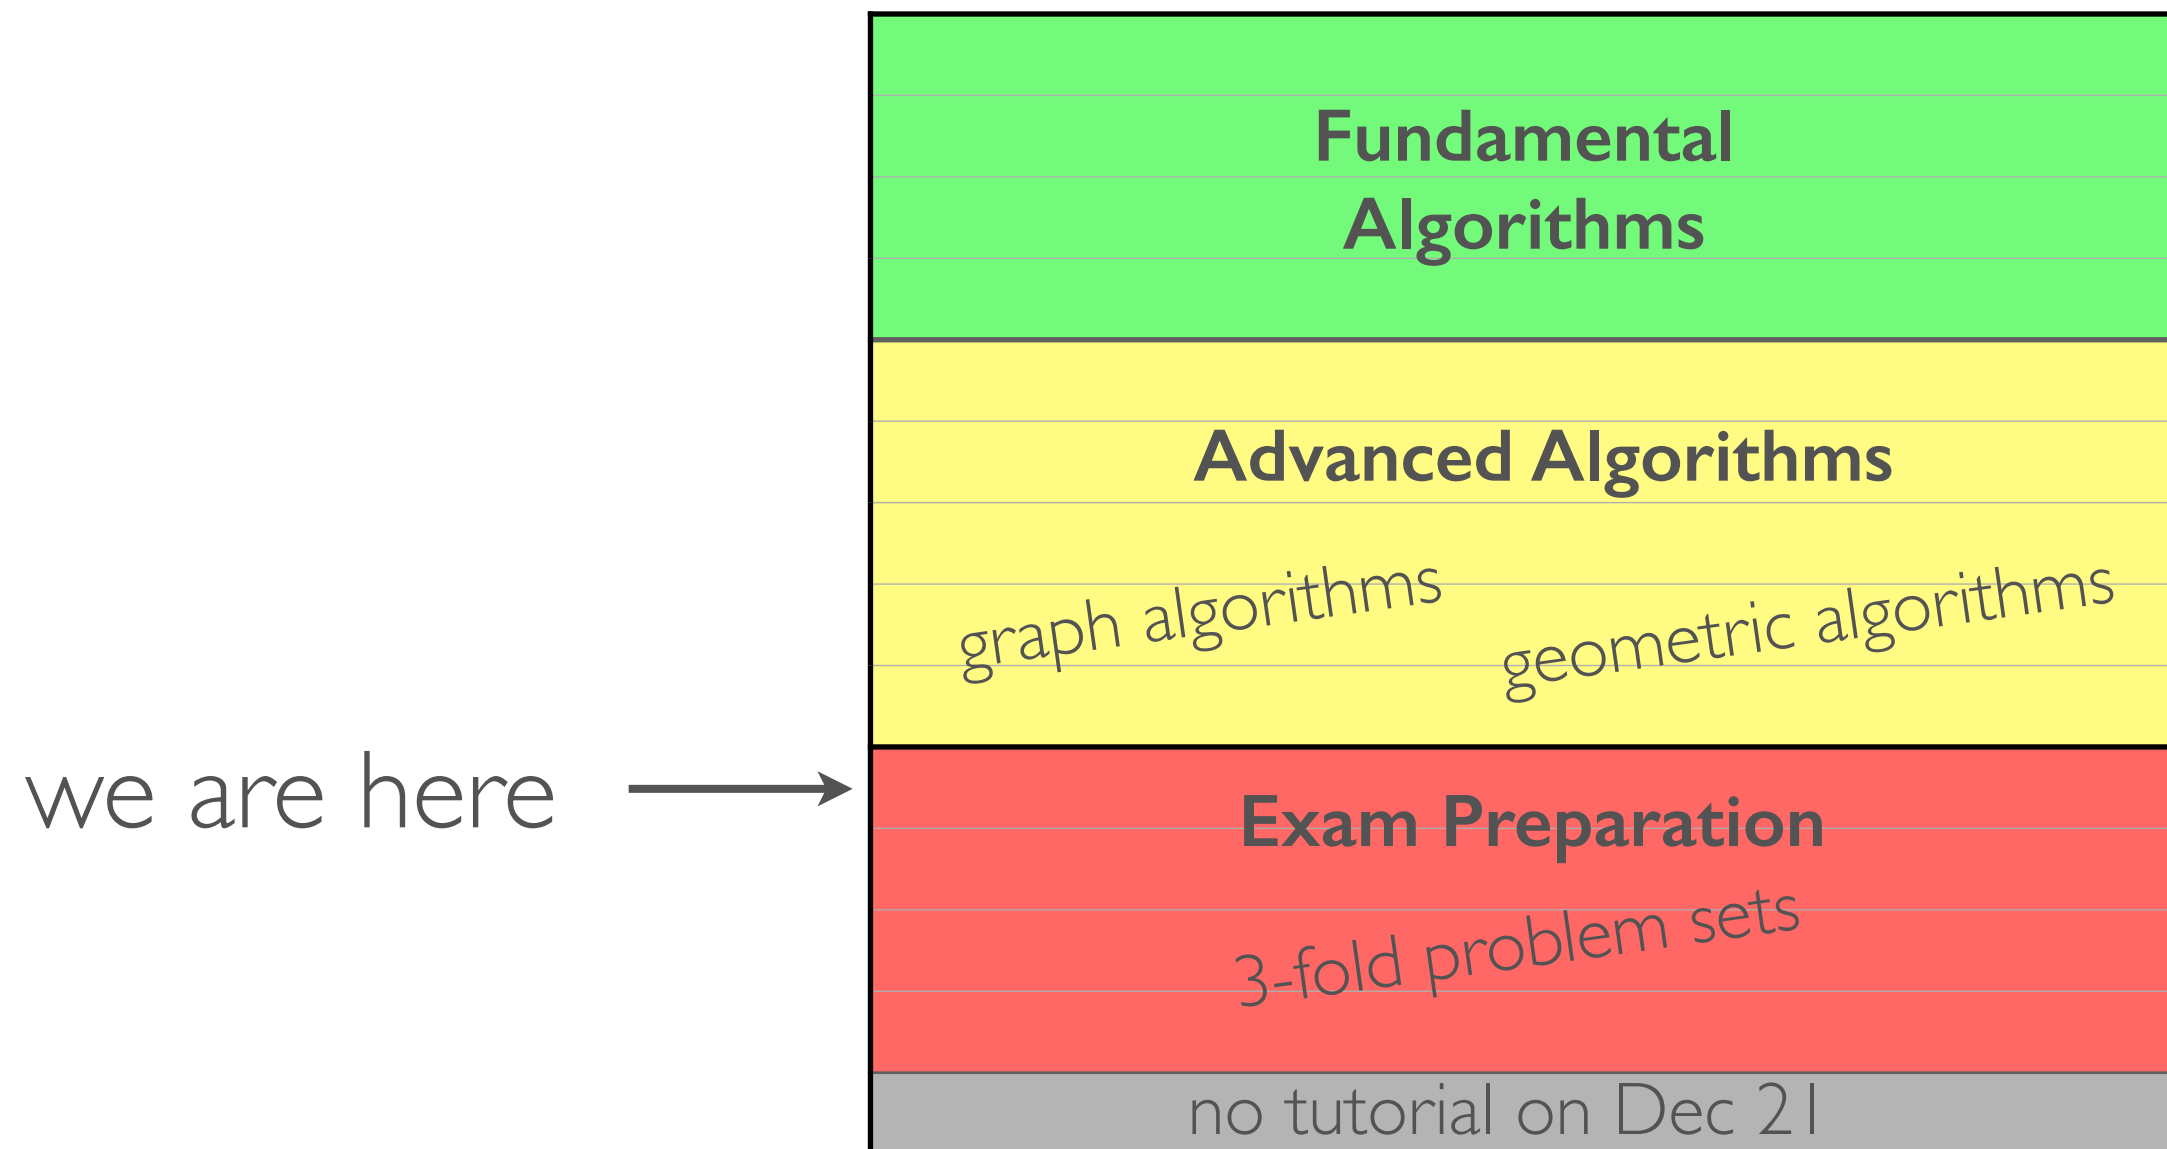 Fundamental
Algorithms
Advanced Algorithms
graph algorithms
geometric algorithms
we are here
Exam Preparation
3-fold problem sets
no tutorial on Dec 21